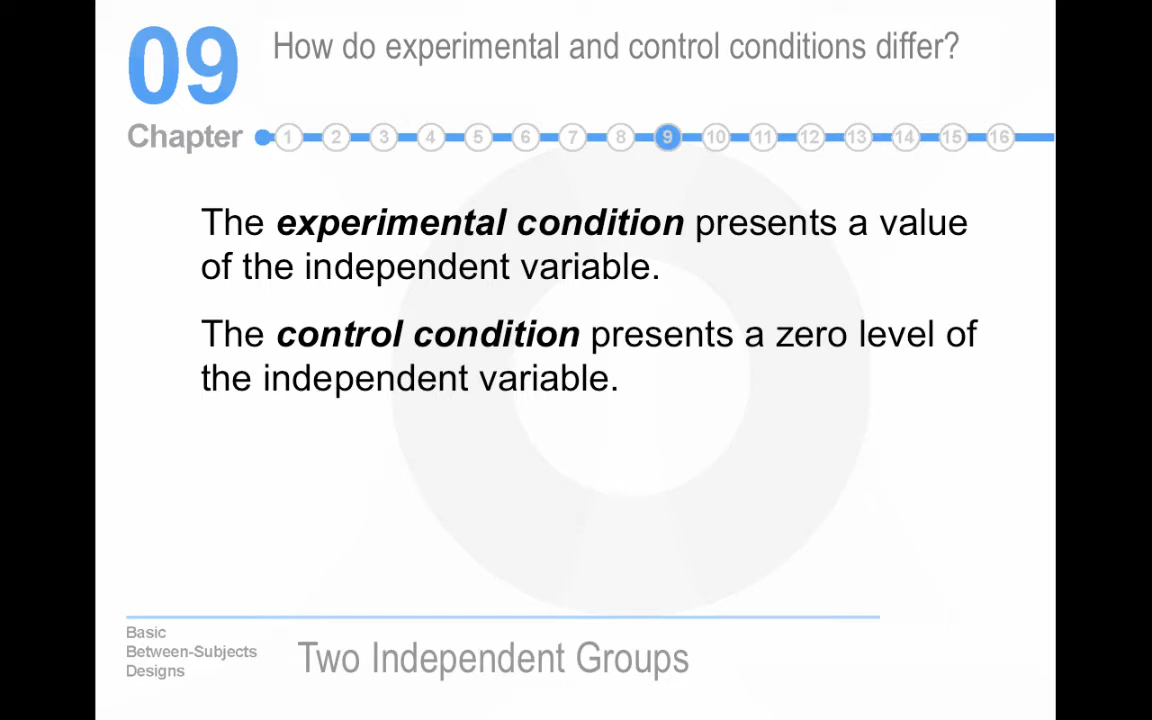 09
How do experimental and control conditions differ?
Chapter
1 2 3 4 5 6 7 8 9 10 11 12 13 14 15 16
The experimental condition presents a value
of the independent variable.
The control condition presents a zero level of
the independent variable.
Basic
Between-Subjects
Designs
Two Independent Groups